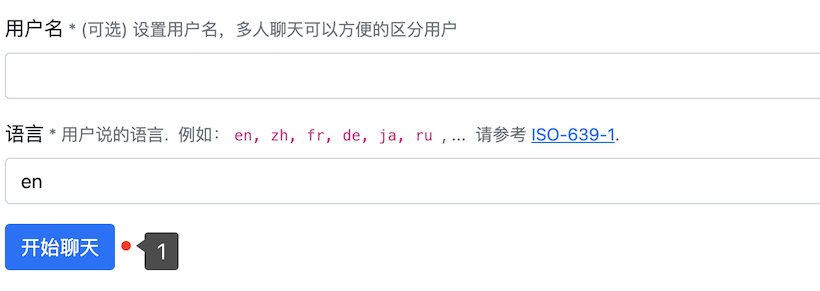 用户名 * (可选) 设置用户名，多人聊天可以方便的区分用户
语言 * 用户说的语言. 例如： en, zh, fr, de, ja, ru , ... 请参考 ISO-639-1.
en
开始聊天 1